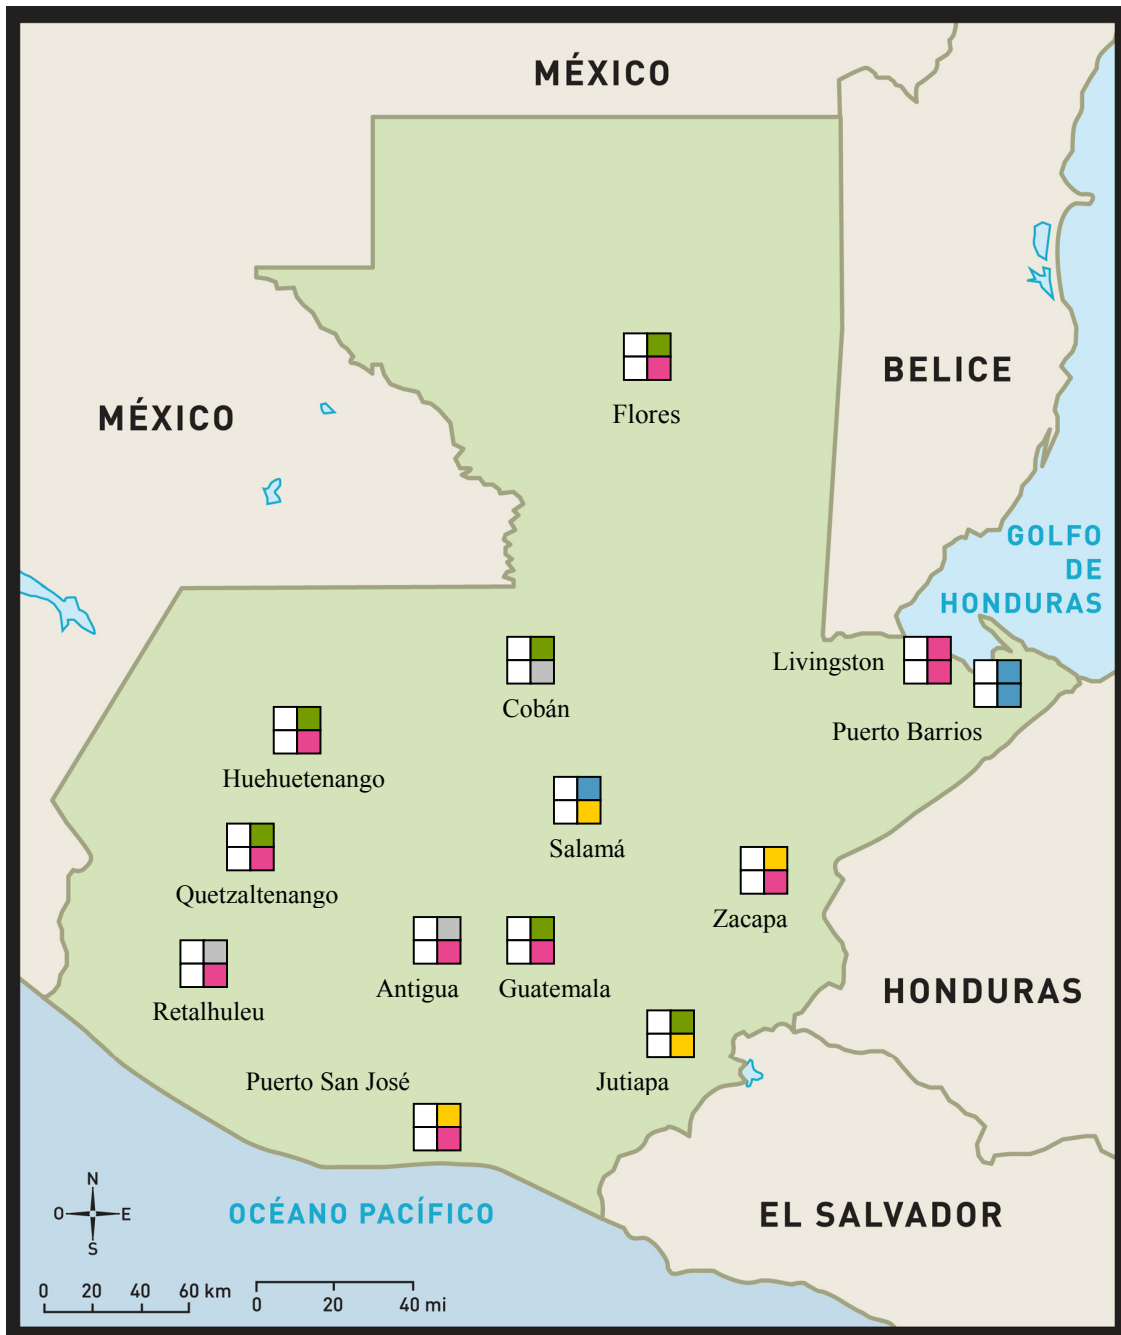 MÉXICO
Flores
BELICE
MÉXICO
GOLFO
DE
HONDURAS
Livingston
Cobán
Puerto Barrios
Huehuetenango
Salamá
Quetzaltenango
Zacapa
Antigua
Guatemala
HONDURAS
Retalhuleu
Puerto San José
Jutiapa
N
O E
S
OCÉANO PACÍFICO
EL SALVADOR
0 20 40 60 km
0 20 40 mi